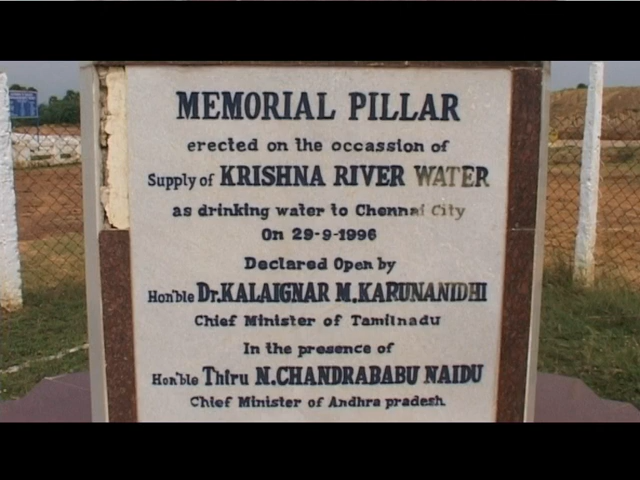 MEMORIAL PILLAR
erected on the occassion of
Supply of KRISHNA RIVER WATER
as drinking water to Chennai City
On 29-9-1996
Declared Open by
Hon'ble Dr.KALAIGNAR M.KARUNANIDHI
Chief Minister of Tamilnadu
In the presence of
Hon'ble Thiru N.CHANDRABABU NAIDU
Chief Minister of Andhra pradesh.